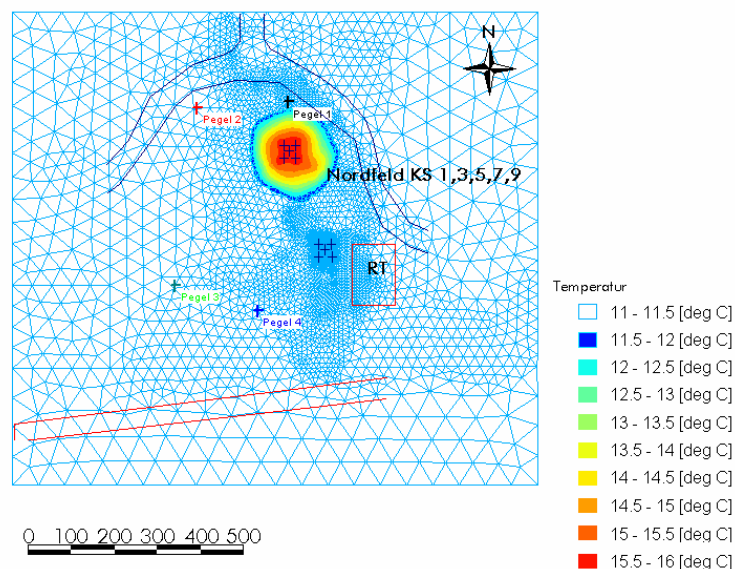 N
Pegel 2
Pegel 1
Nordfeld KS 1,3,5,7,9
RT
Pegel 3
Pegel 4
Temperatur
11 - 11.5 [deg C]
11.5 - 12 [deg C]
12 - 12.5 [deg C]
12.5 - 13 [deg C]
13 - 13.5 [deg C]
13.5 - 14 [deg C]
14 - 14.5 [deg C]
14.5 - 15 [deg C]
15 - 15.5 [deg C]
15.5 - 16 [deg C]
0 100 200 300 400 500